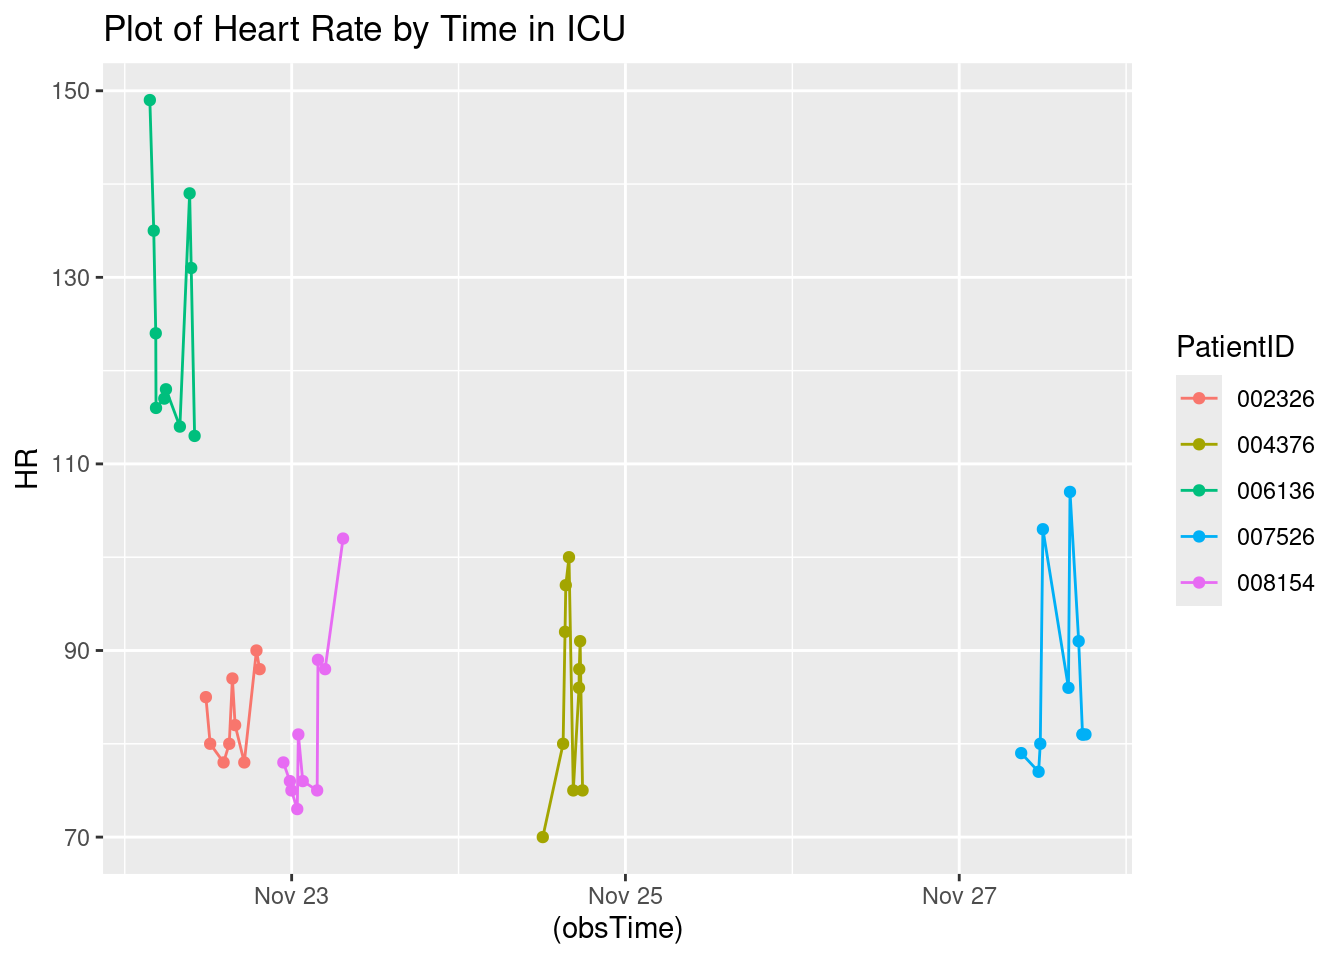 Plot of Heart Rate by Time in ICU
150
130
110
90
70
HR
Nov 23
Nov 25
Nov 27
(obsTime)
PatientID
002326
004376
006136
007526
008154